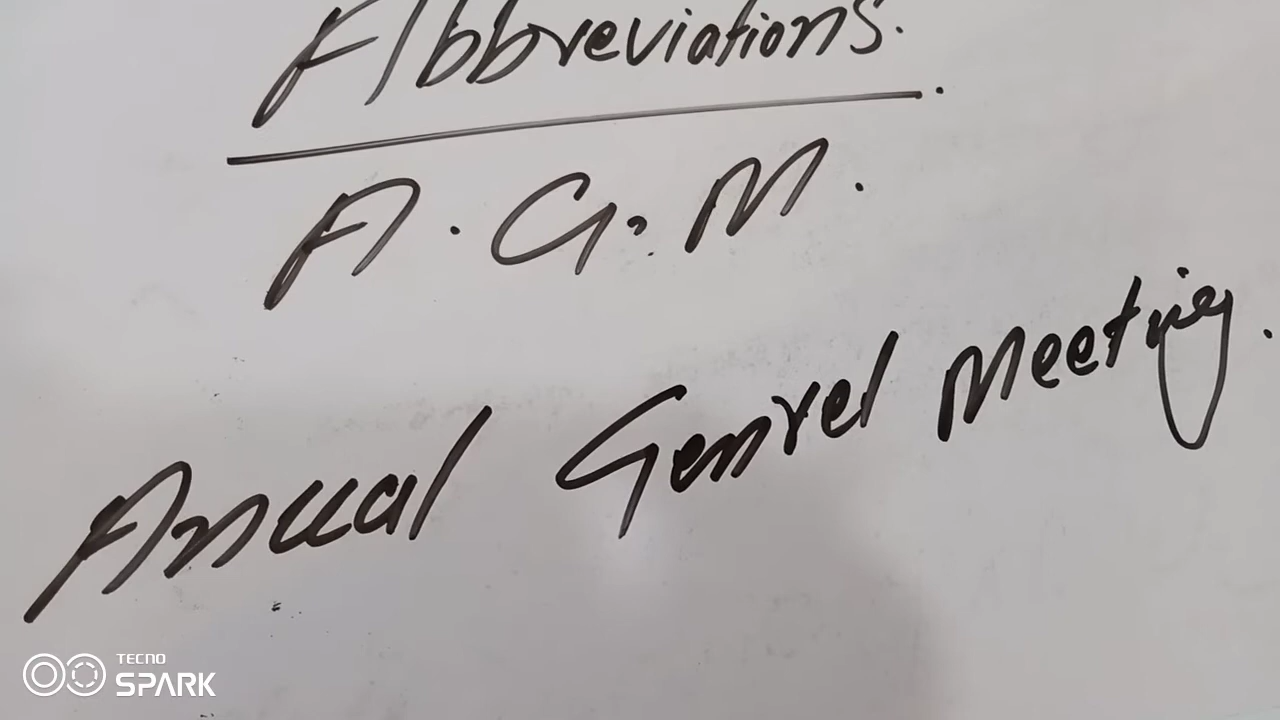 Abbreviations.
A. G. M.
Anual Genrel Meeting.
TECNO
SPARK